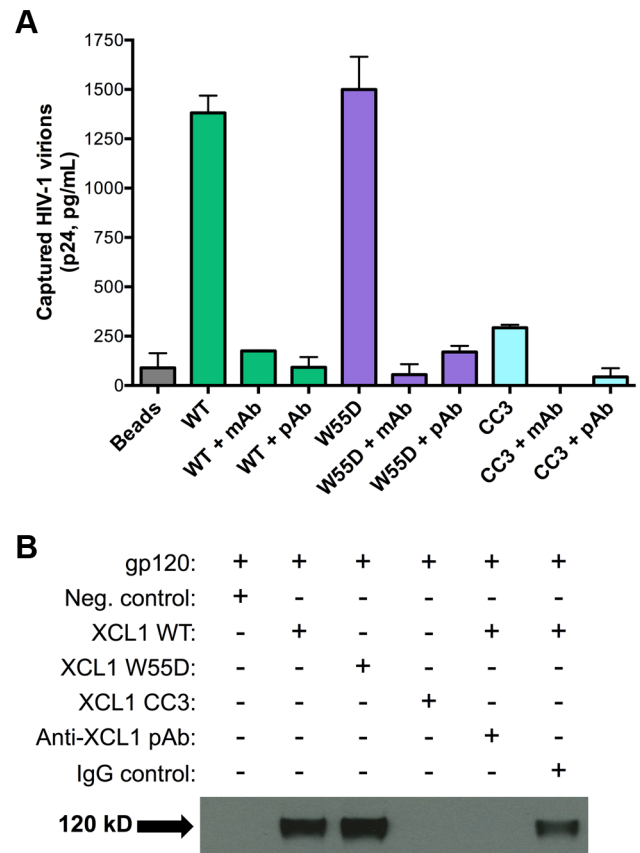 A
Captured HIV-1 virions
(p24, pg/mL)
1750
1500
1250
1000
750
500
250
0
Beads
WT
WT + mAb
WT + pAb
W55D
W55D + mAb
W55D + pAb
CC3
CC3 + mAb
CC3 + pAb
B
gp120: + + + + + +
Neg. control: + - - - - -
XCL1 WT: - + - - + +
XCL1 W55D: - - + - - -
XCL1 CC3: - - - + - -
Anti-XCL1 pAb: - - - - + -
IgG control: - - - - - +
120 kD